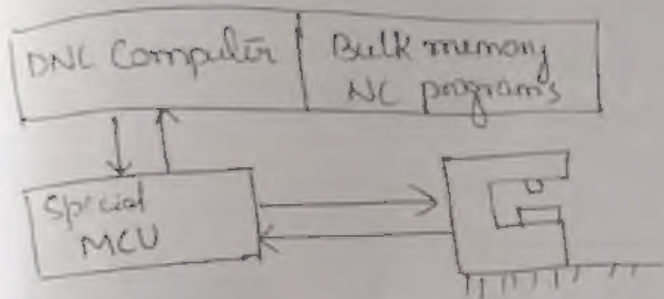 DNC Computer
Bulk memory
NC programs
Special
MCU